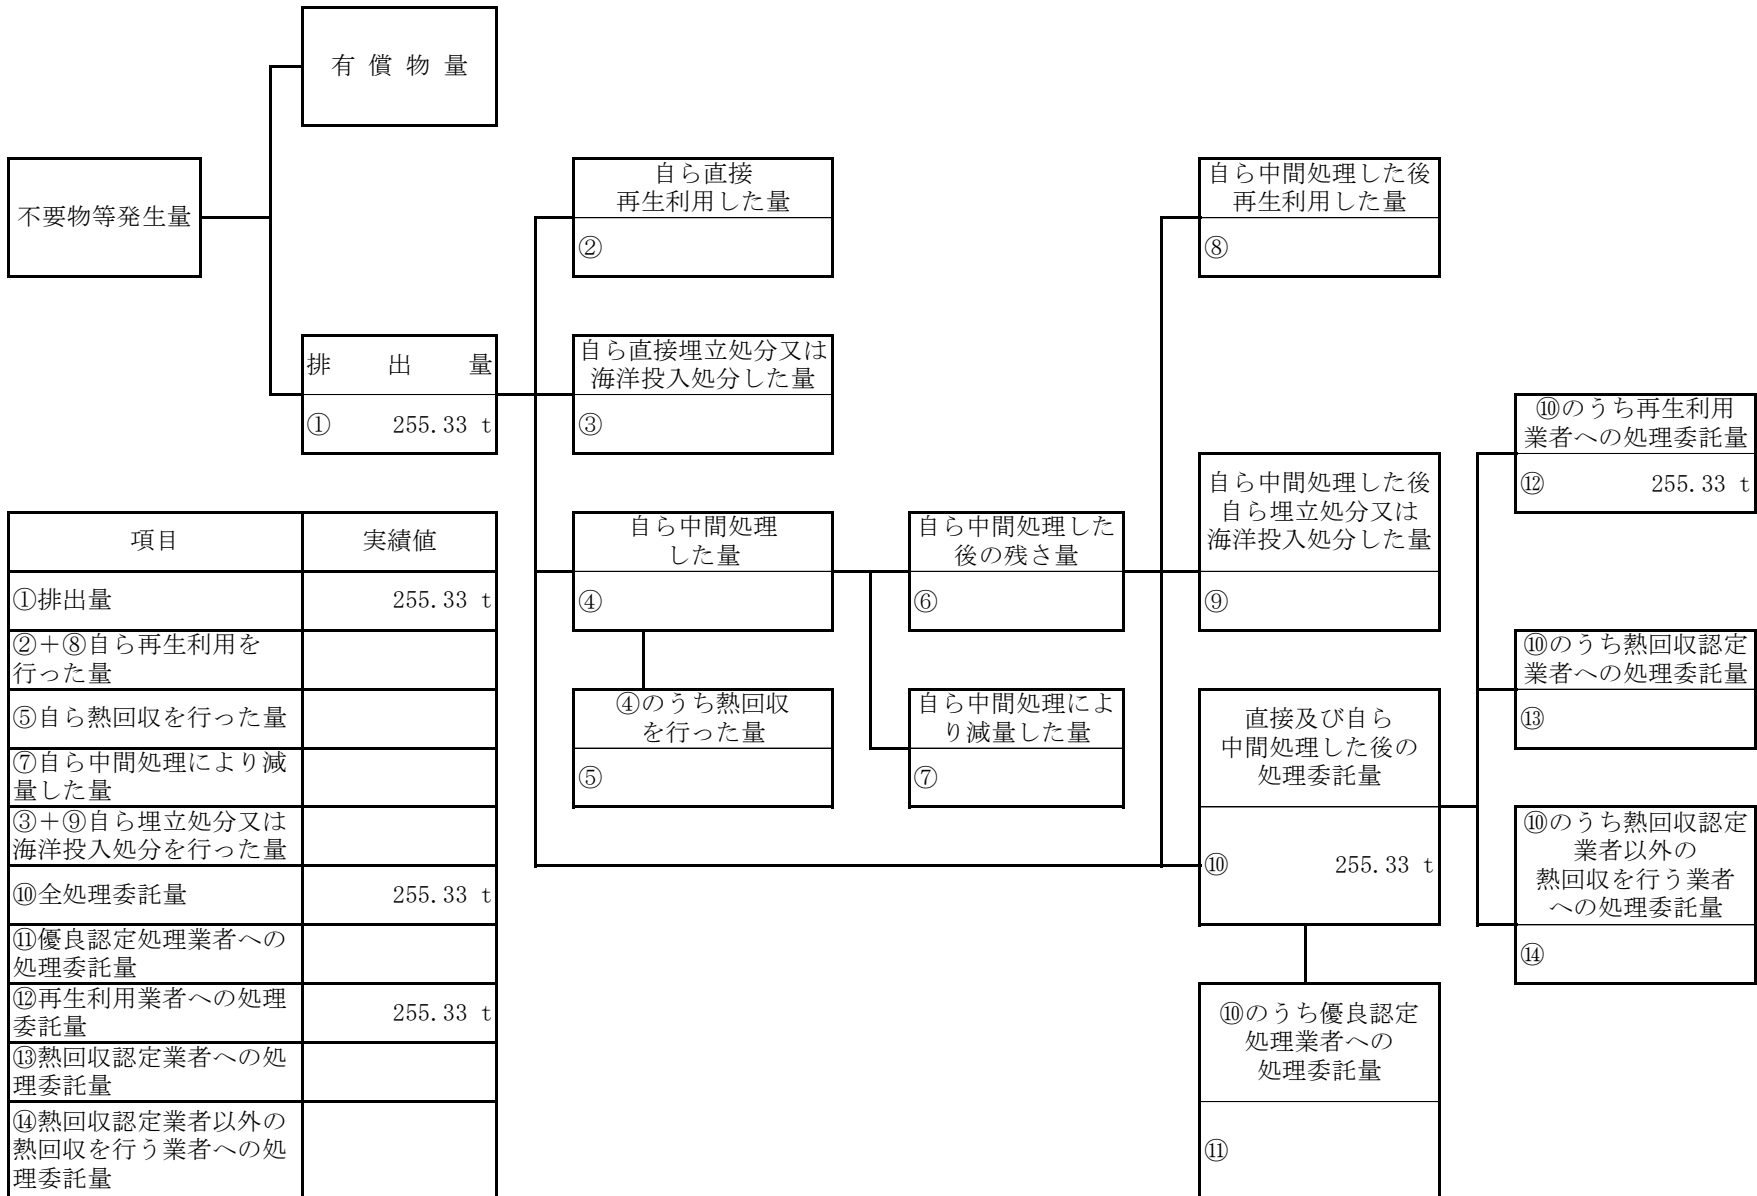 有 償 物 量
不要物等発生量
排 出 量
① 255.33 t
自ら直接
再生利用した量
②
自ら直接埋立処分又は
海洋投入処分した量
③
自ら中間処理
した量
④
④のうち熱回収
を行った量
⑤
自ら中間処理した
後の残さ量
⑥
自ら中間処理によ
り減量した量
⑦
自ら中間処理した後
再生利用した量
⑧
自ら中間処理した後
自ら埋立処分又は
海洋投入処分した量
⑨
直接及び自ら
中間処理した後の
処理委託量
⑩ 255.33 t
⑩のうち優良認定
処理業者への
処理委託量
⑪
⑩のうち再生利用
業者への処理委託量
⑫ 255.33 t
⑩のうち熱回収認定
業者への処理委託量
⑬
⑩のうち熱回収認定
業者以外の
熱回収を行う業者
への処理委託量
⑭
項目 実績値
①排出量 255.33 t
②＋⑧自ら再生利用を
行った量
⑤自ら熱回収を行った量
⑦自ら中間処理により減
量した量
③＋⑨自ら埋立処分又は
海洋投入処分を行った量
⑩全処理委託量 255.33 t
⑪優良認定処理業者への
処理委託量
⑫再生利用業者への処理
委託量 255.33 t
⑬熱回収認定業者への処
理委託量
⑭熱回収認定業者以外の
熱回収を行う業者への処
理委託量